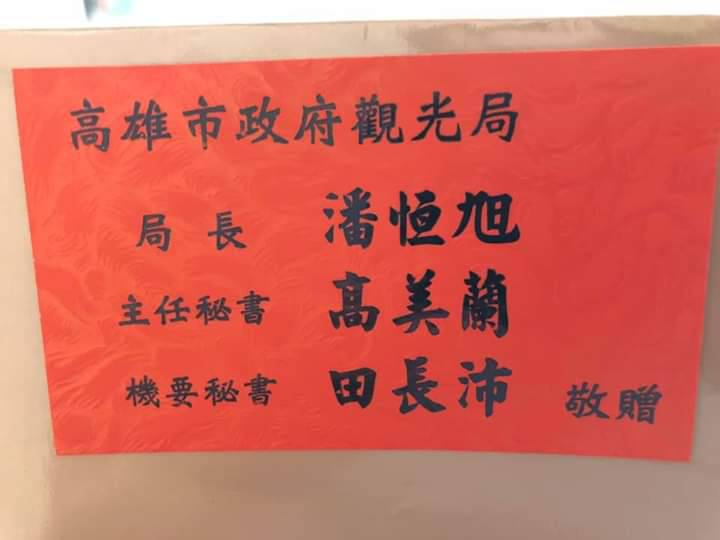 高雄市政府觀光局
局長 潘恒旭
主任秘書 高美蘭
機要秘書 田長沛 敬贈